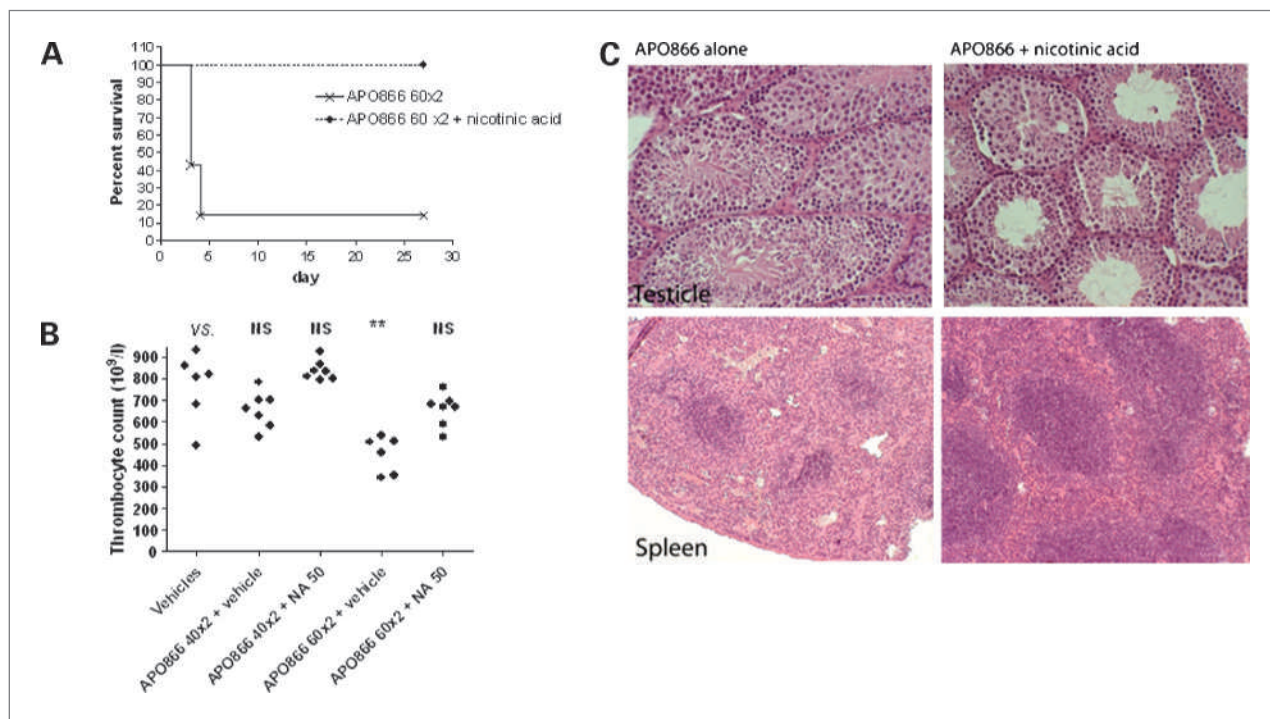 A
110
100
90
80
70
60
50
40
30
20
10
0
Percent survival
0 5 10 15 20 25 30
day
APO866 60x2
APO866 60 x2 + nicotinic acid
B
vs. NS NS ** NS
900
800
700
600
500
400
300
200
100
0
Thrombocyte count (10⁹/l)
Vehicles
APO866 40x2 + vehicle
APO866 40x2 + NA 50
APO866 60x2 + vehicle
APO866 60x2 + NA 50
C
APO866 alone
APO866 + nicotinic acid
Testicle
Spleen